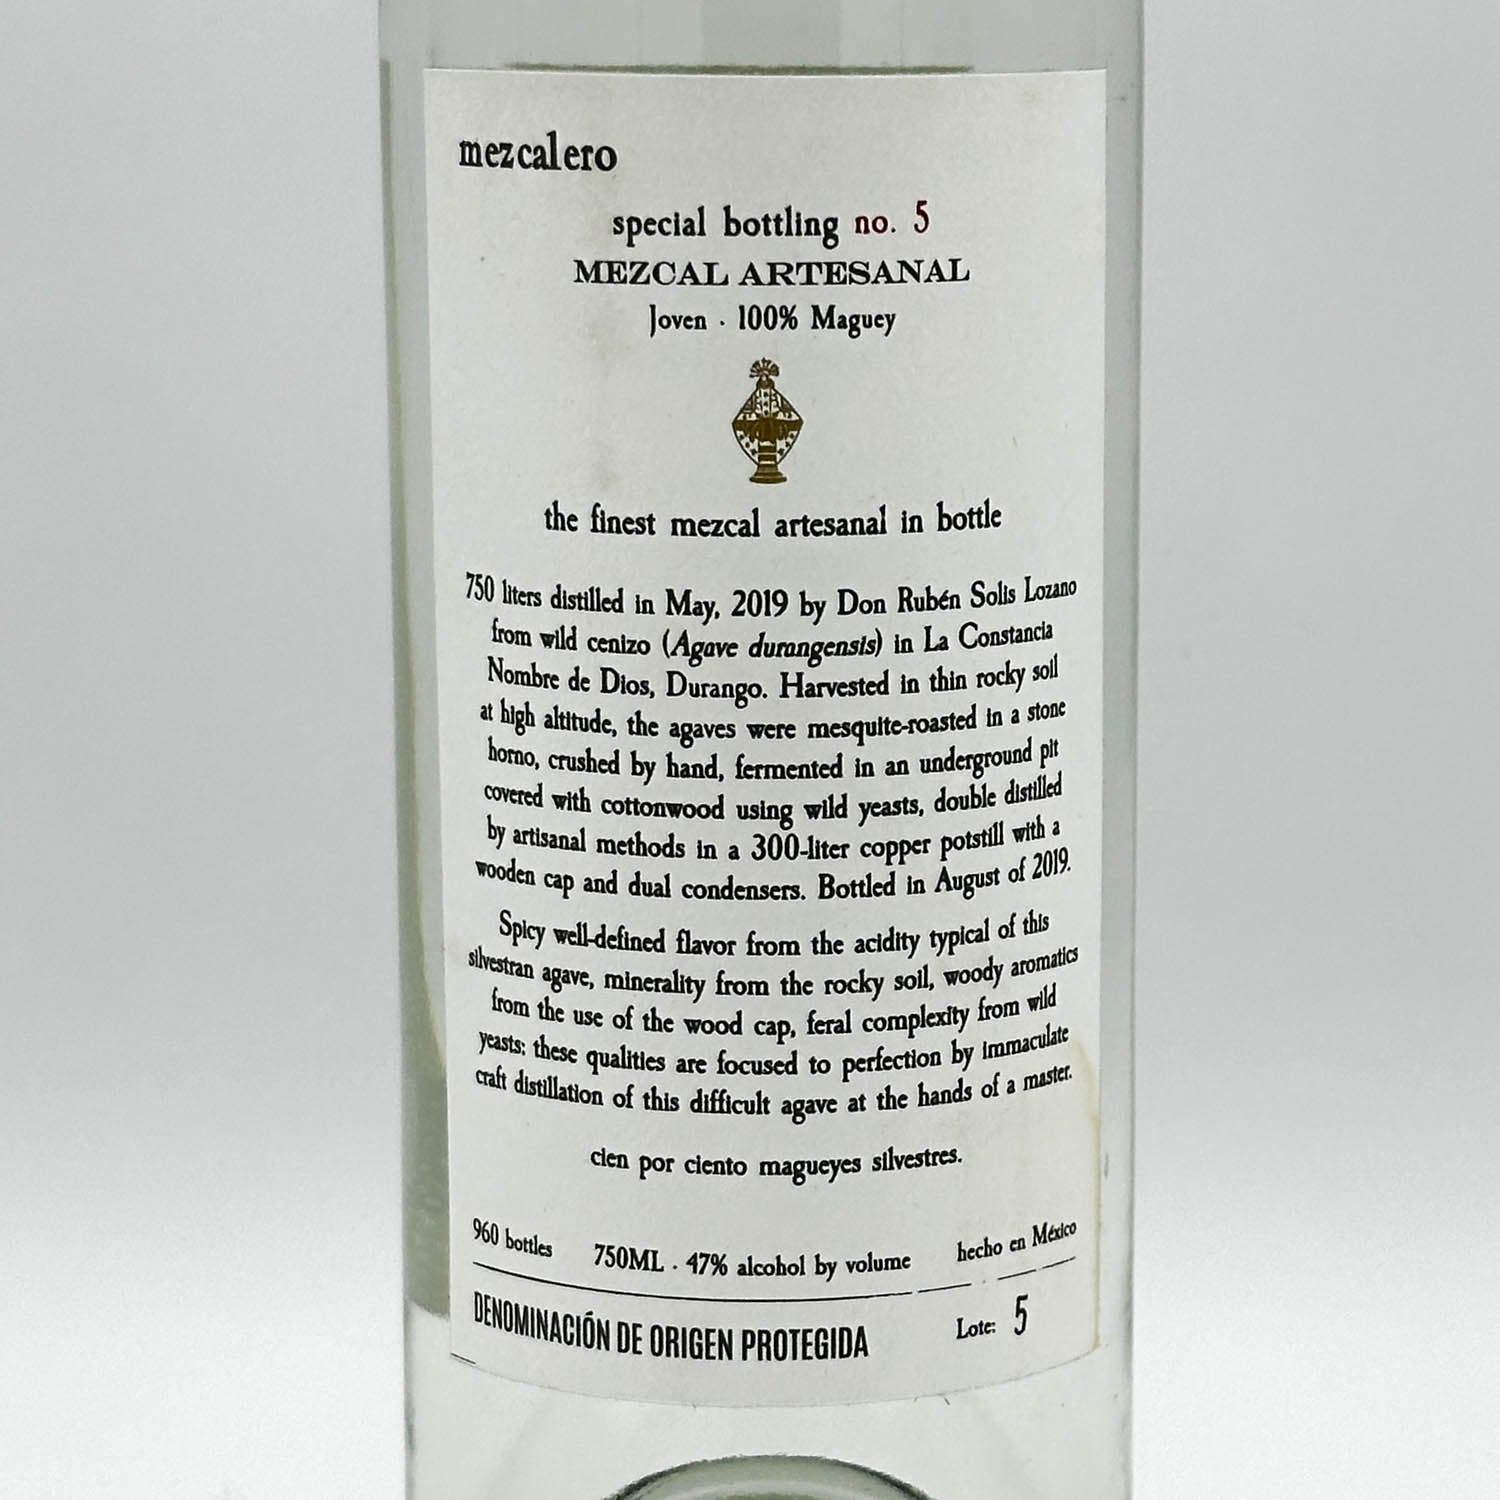 mezcalero
special bottling no. 5
MEZCAL ARTESANAL
Joven · 100% Maguey
the finest mezcal artesanal in bottle
750 liters distilled in May, 2019 by Don Rubén Solis Lozano
from wild cenizo (Agave durangensis) in La Constancia
Nombre de Dios, Durango. Harvested in thin rocky soil
at high altitude, the agaves were mesquite-roasted in a stone
horno, crushed by hand, fermented in an underground pit
covered with cottonwood using wild yeasts, double distilled
by artisanal methods in a 300-liter copper potstill with a
wooden cap and dual condensers. Bottled in August of 2019.
Spicy well-defined flavor from the acidity typical of this
silvestran agave, minerality from the rocky soil, woody aromatics
from the use of the wood cap, feral complexity from wild
yeasts; these qualities are focused to perfection by immaculate
craft distillation of this difficult agave at the hands of a master.
cien por ciento magueyes silvestres.
960 bottles 750ML · 47% alcohol by volume hecho en México
DENOMINACIÓN DE ORIGEN PROTEGIDA Lote: 5